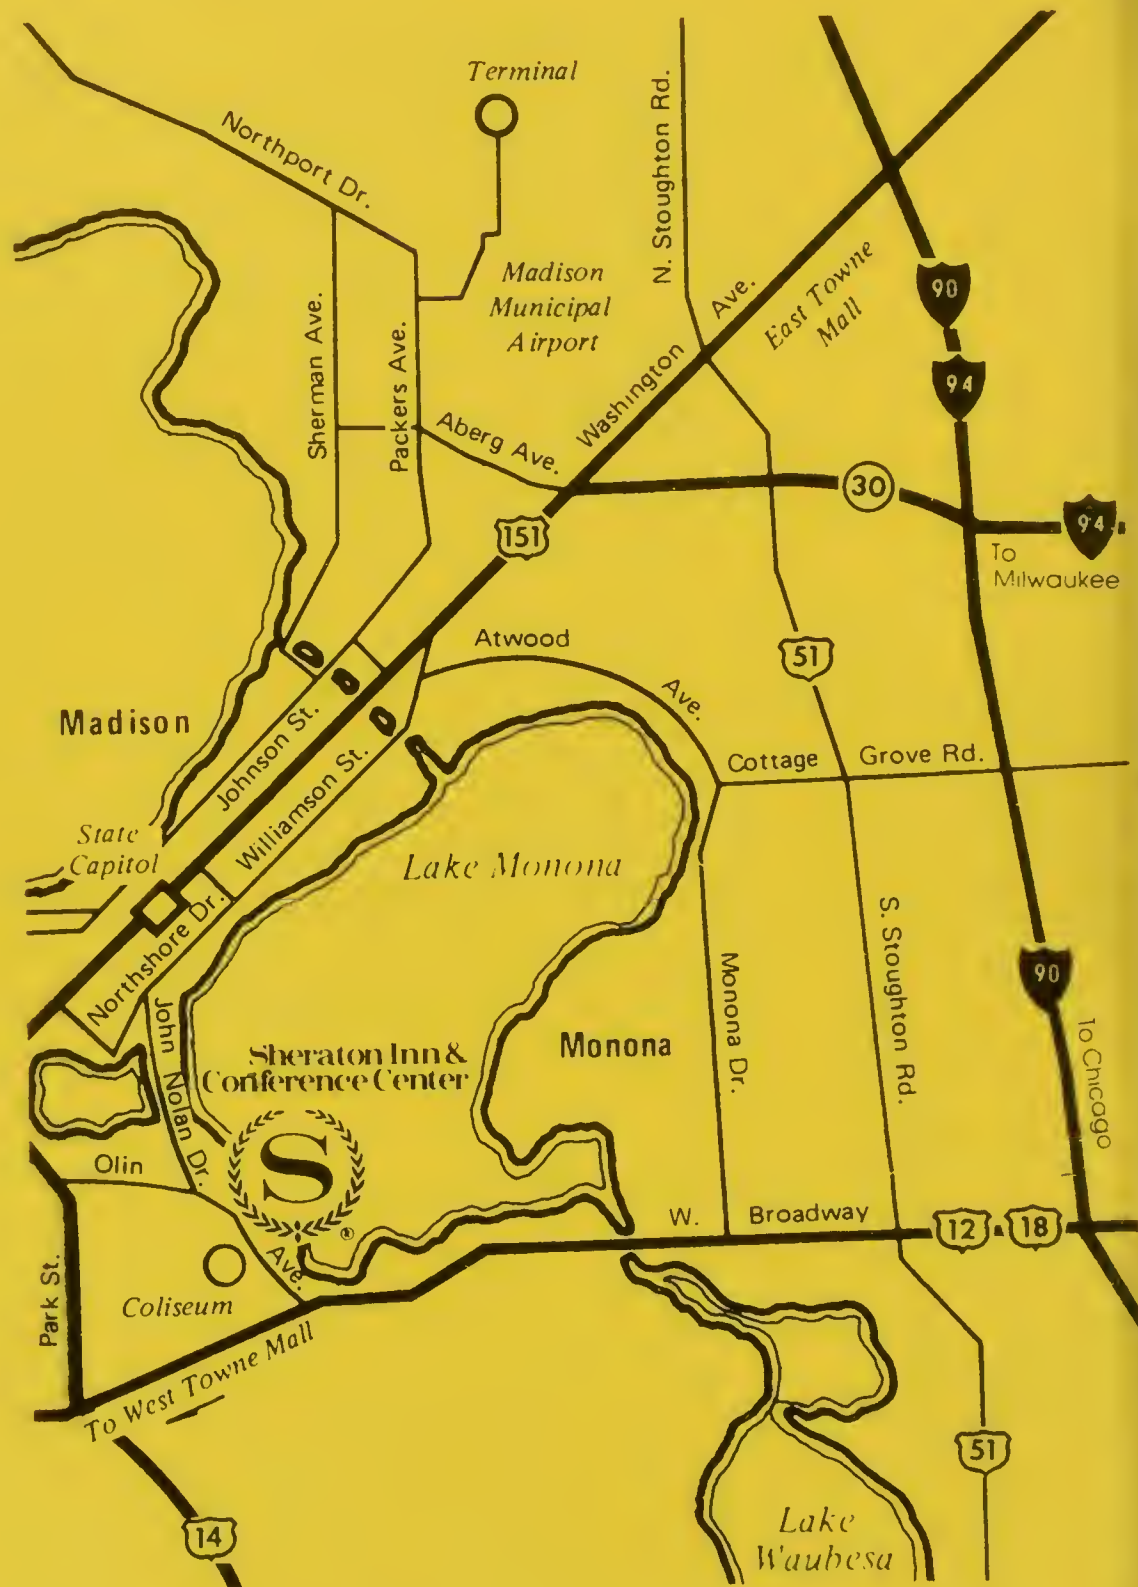 Terminal
Northport Dr.
N. Stoughton Rd.
Madison
Municipal
Airport
Ave.
East Towne
Mall
90
Sherman Ave.
Packers Ave.
Washington
94
Aberg Ave.
30
151
94
To
Milwaukee
Atwood
Ave.
51
Madison
Johnson St.
Williamson St.
Cottage
Grove Rd.
State
Capitol
Lake Monona
Northshore Dr.
S. Stoughton Rd.
Monona Dr.
90
John
Nolan Dr.
Sheraton Inn &
Conference Center
Monona
To Chicago
S
®
Olin
Ave.
W.
Broadway
12
&
18
Park St.
Coliseum
To West Towne Mall
51
14
Lake
Waubesa